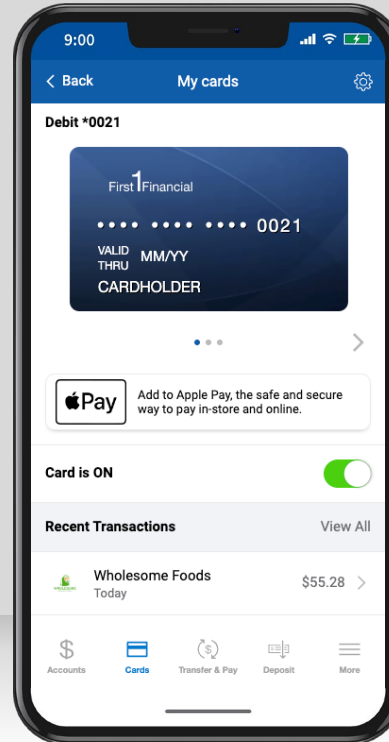 9:00
Back
My cards
Debit *0021
First 1 Financial
•••• •••• •••• 0021
VALID
THRU
MM/YY
CARDHOLDER
Pay
Add to Apple Pay, the safe and secure
way to pay in-store and online.
Card is ON
Recent Transactions
View All
Wholesome Foods
Today
$55.28
Accounts
Cards
Transfer & Pay
Deposit
More